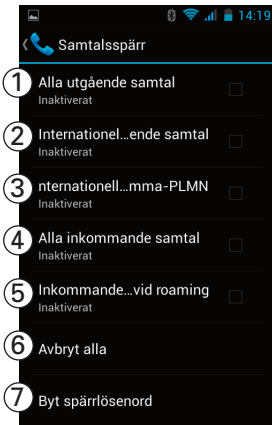 14:19
Samtalsspärr
1 Alla utgående samtal
Inaktiverat
2 Internationel...ende samtal
Inaktiverat
3 nternationell...mma-PLMN
Inaktiverat
4 Alla inkommande samtal
Inaktiverat
5 Inkommande...vid roaming
Inaktiverat
6 Avbryt alla
7 Byt spärrlösenord